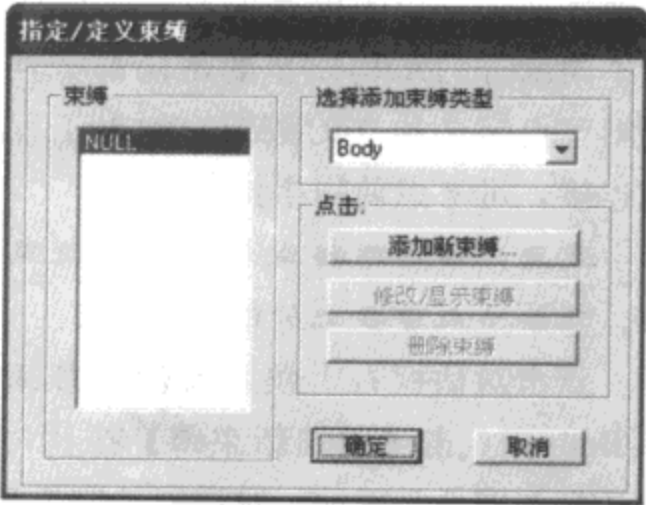 指定/定义束缚
束缚
NULL
选择添加束缚类型
Body
点击:
添加新束缚...
修改/显示束缚...
删除束缚
确定
取消